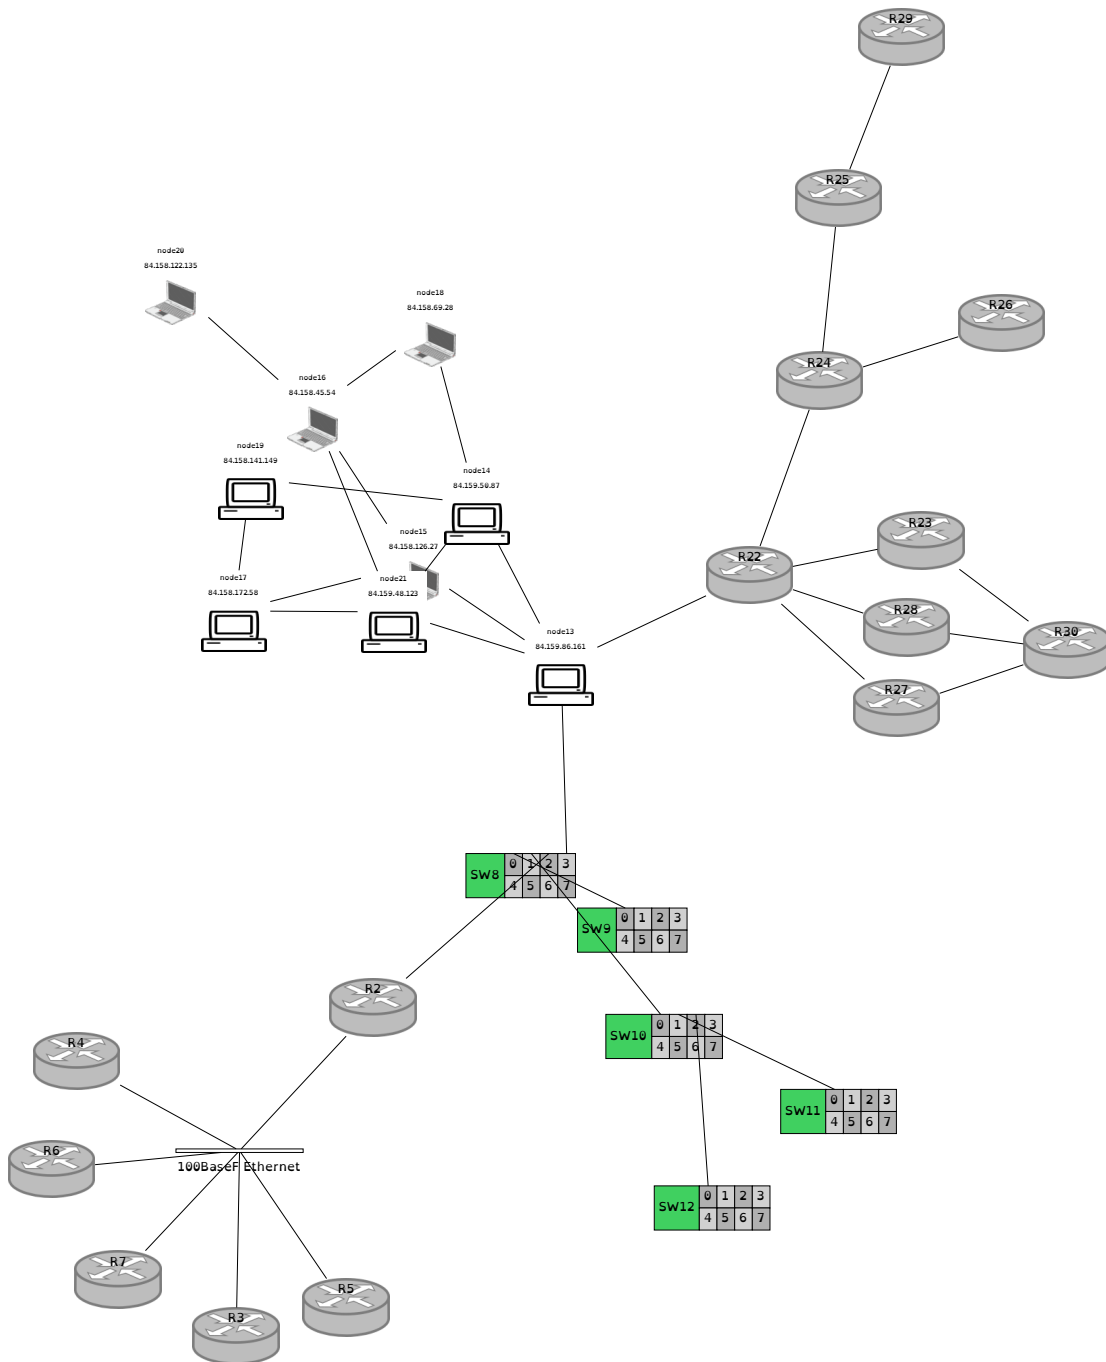 R29
R25
node20
84.158.122.135
node18
84.158.69.28
R26
R24
node16
84.158.45.54
node19
84.158.141.149
node14
84.159.50.87
node15
84.158.126.27
R23
R22
node17
84.158.172.58
node21
84.159.48.123
R28
node13
84.159.86.161
R30
R27
SW8 0 1 2 3
4 5 6 7
SW9 0 1 2 3
4 5 6 7
R2
SW10 0 1 2 3
4 5 6 7
R4
SW11 0 1 2 3
4 5 6 7
R6
100BaseF Ethernet
SW12 0 1 2 3
4 5 6 7
R7
R5
R3